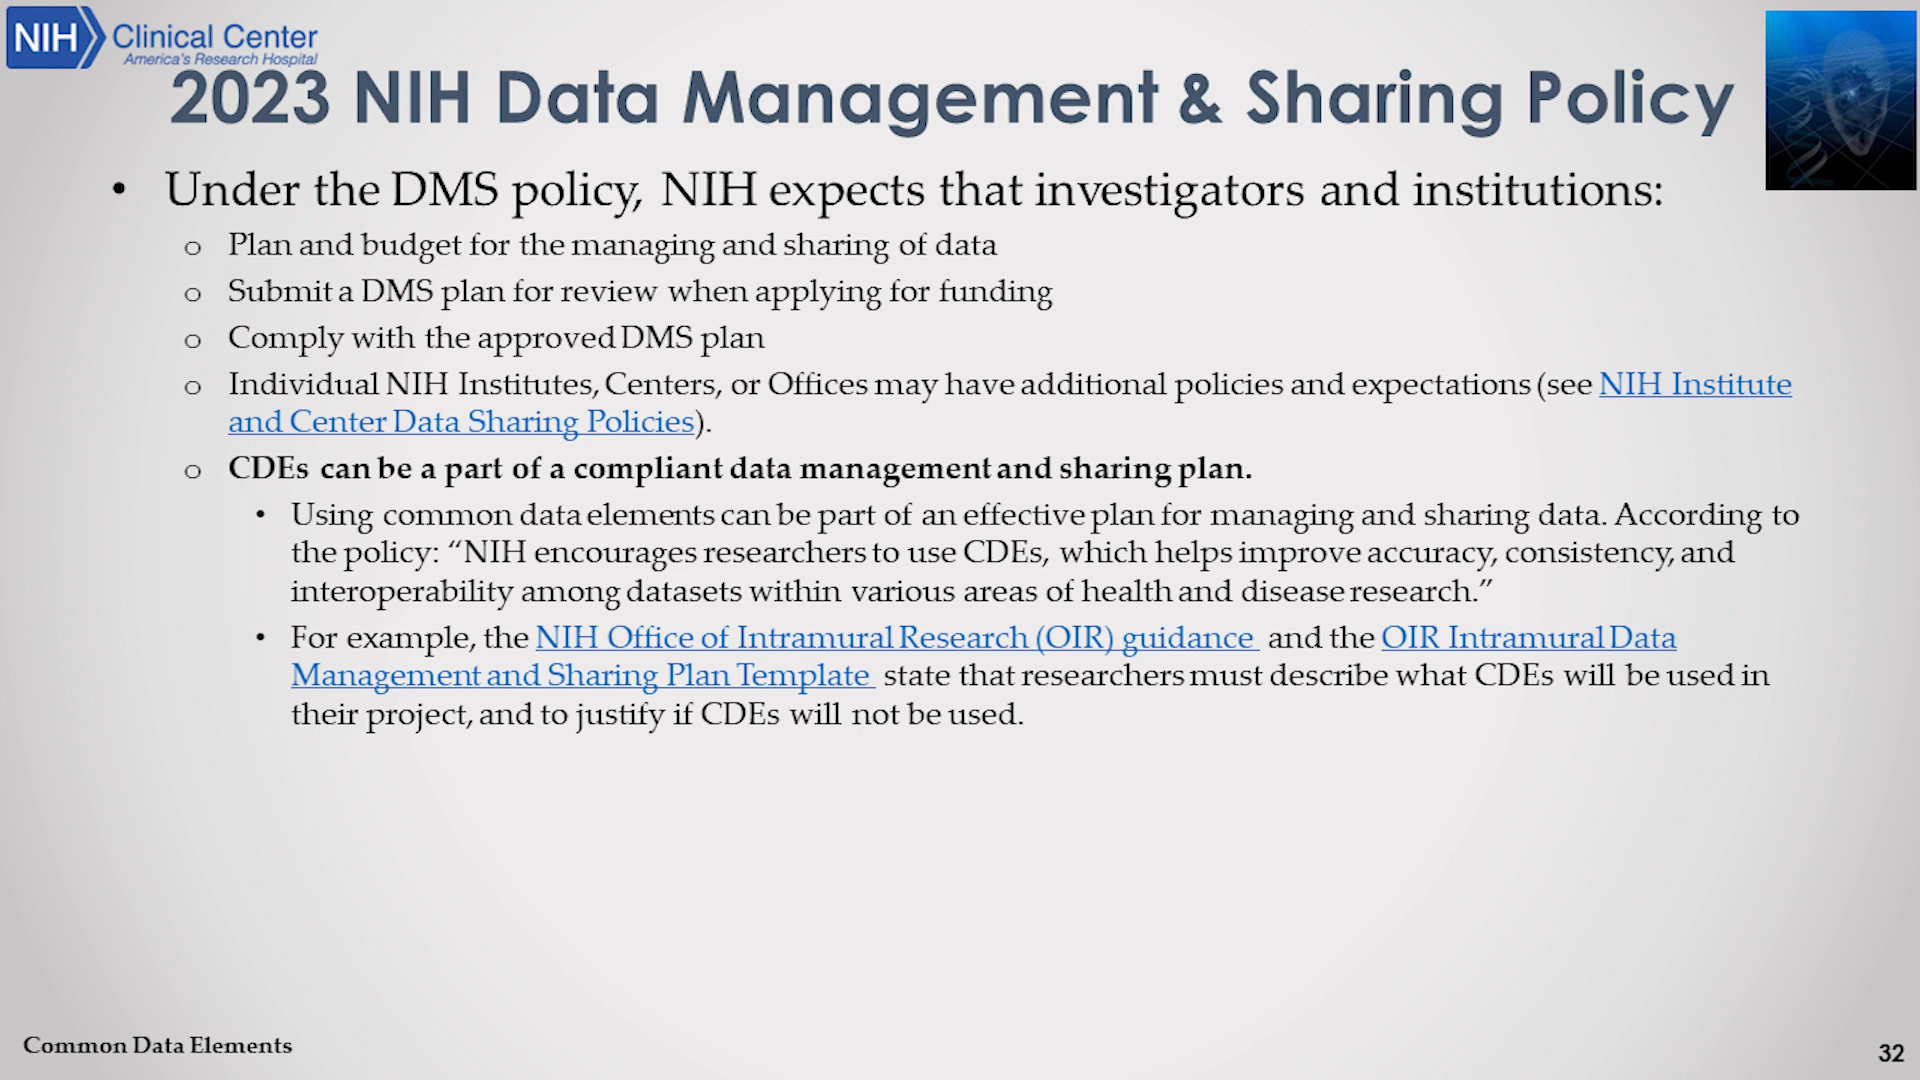 NIH Clinical Center
America's Research Hospital
2023 NIH Data Management & Sharing Policy
• Under the DMS policy, NIH expects that investigators and institutions:
o Plan and budget for the managing and sharing of data
o Submit a DMS plan for review when applying for funding
o Comply with the approved DMS plan
o Individual NIH Institutes, Centers, or Offices may have additional policies and expectations (see NIH Institute
and Center Data Sharing Policies).
o CDEs can be a part of a compliant data management and sharing plan.
• Using common data elements can be part of an effective plan for managing and sharing data. According to
the policy: “NIH encourages researchers to use CDEs, which helps improve accuracy, consistency, and
interoperability among datasets within various areas of health and disease research.”
• For example, the NIH Office of Intramural Research (OIR) guidance and the OIR Intramural Data
Management and Sharing Plan Template state that researchers must describe what CDEs will be used in
their project, and to justify if CDEs will not be used.
Common Data Elements
32